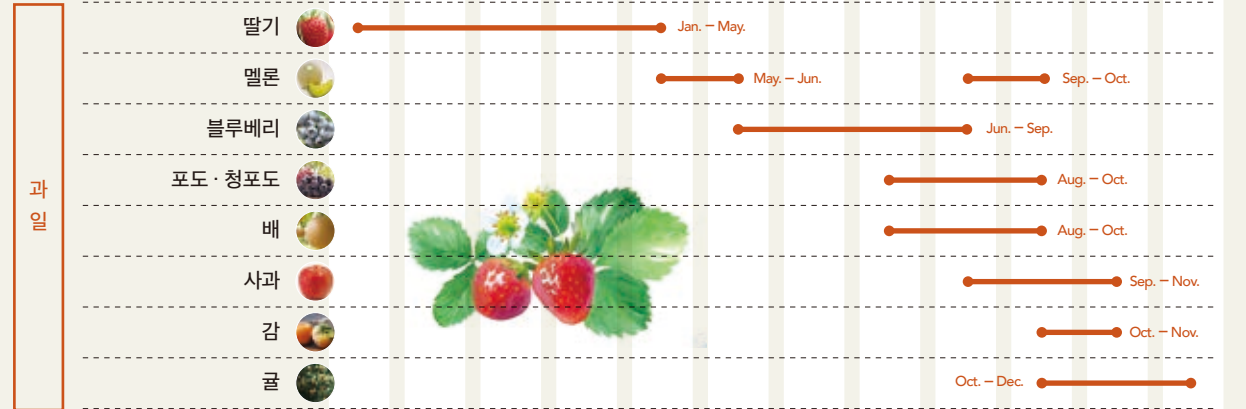 과
일
딸기 Jan. – May.
멜론 May. – Jun. Sep. – Oct.
블루베리 Jun. – Sep.
포도 · 청포도 Aug. – Oct.
배 Aug. – Oct.
사과 Sep. – Nov.
감 Oct. – Nov.
귤 Oct. – Dec.